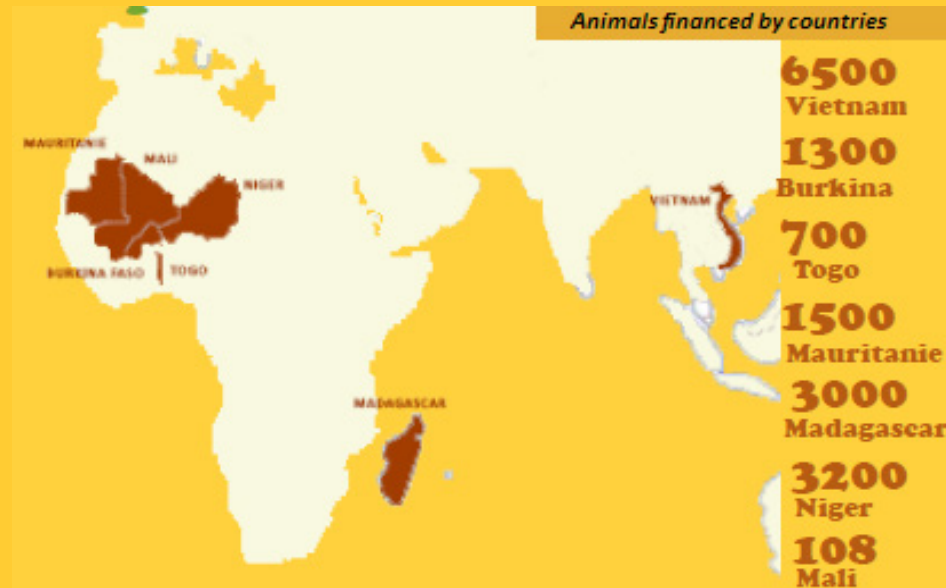 Animals financed by countries
6500
Vietnam
1300
Burkina
700
Togo
1500
Mauritanie
3000
Madagascar
3200
Niger
108
Mali
MAURITANIE
MALI
NIGER
BURKINA FASO
TOGO
VIETNAM
MADAGASCAR